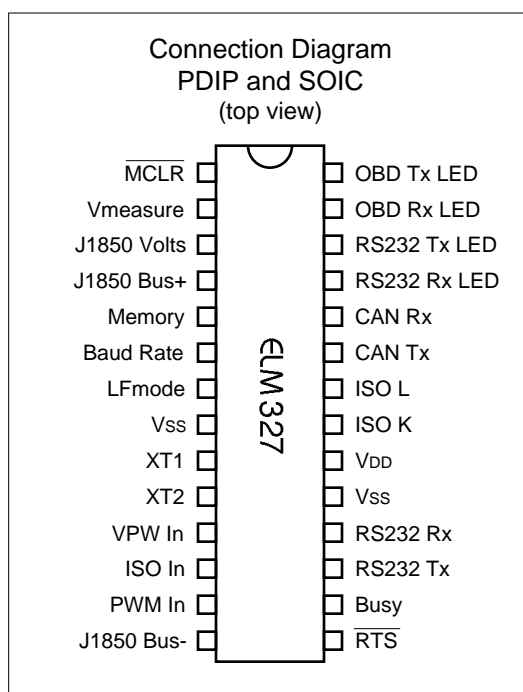 Connection Diagram
PDIP and SOIC
(top view)
MCLR
Vmeasure
J1850 Volts
J1850 Bus+
Memory
Baud Rate
LFmode
VSS
XT1
XT2
VPW In
ISO In
PWM In
J1850 Bus-
ELM327
OBD Tx LED
OBD Rx LED
RS232 Tx LED
RS232 Rx LED
CAN Rx
CAN Tx
ISO L
ISO K
VDD
VSS
RS232 Rx
RS232 Tx
Busy
RTS